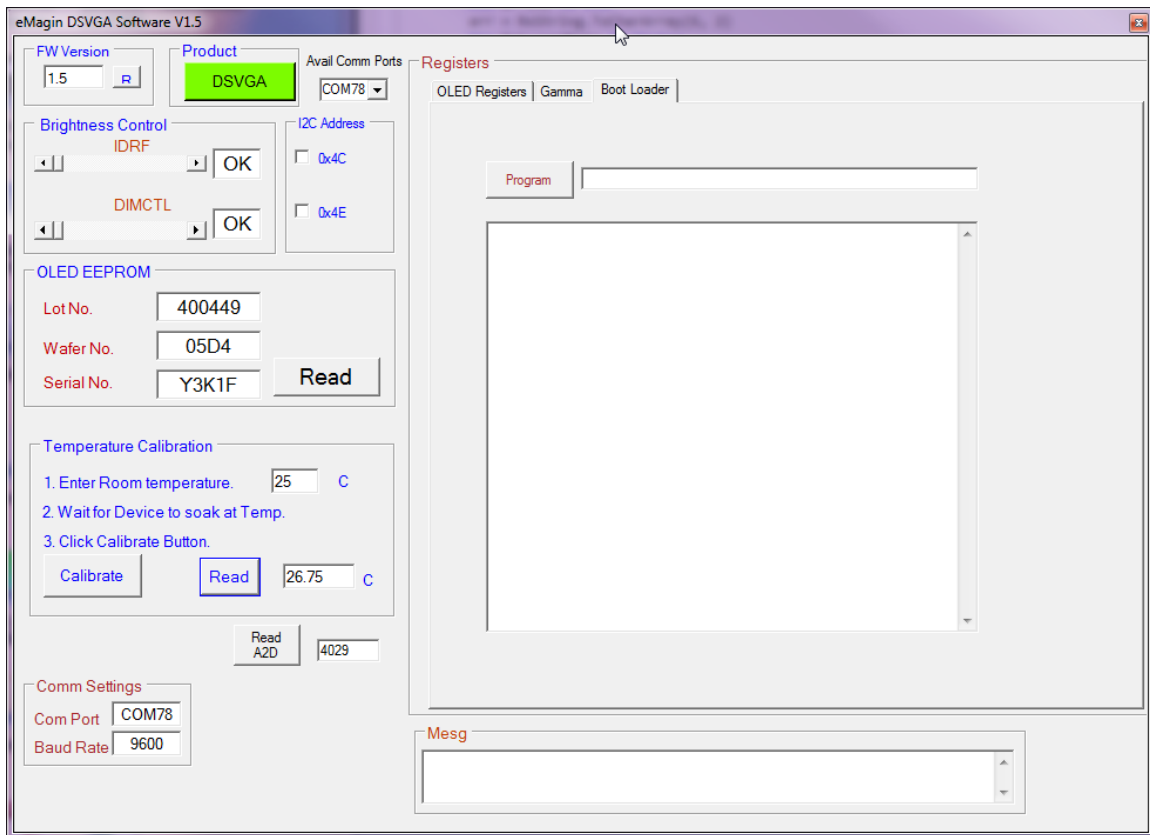 eMagin DSVGA Software V1.5
FW Version
1.5
R
Product
DSVGA
Avail Comm Ports
COM78
Brightness Control
IDRF
OK
DIMCTL
OK
I2C Address
0x4C
0x4E
OLED EEPROM
Lot No. 400449
Wafer No. 05D4
Serial No. Y3K1F
Read
Temperature Calibration
1. Enter Room temperature. 25 C
2. Wait for Device to soak at Temp.
3. Click Calibrate Button.
Calibrate Read 26.75 C
Read
A2D
4029
Comm Settings
Com Port COM78
Baud Rate 9600
Registers
OLED Registers Gamma Boot Loader
Program
Mesg